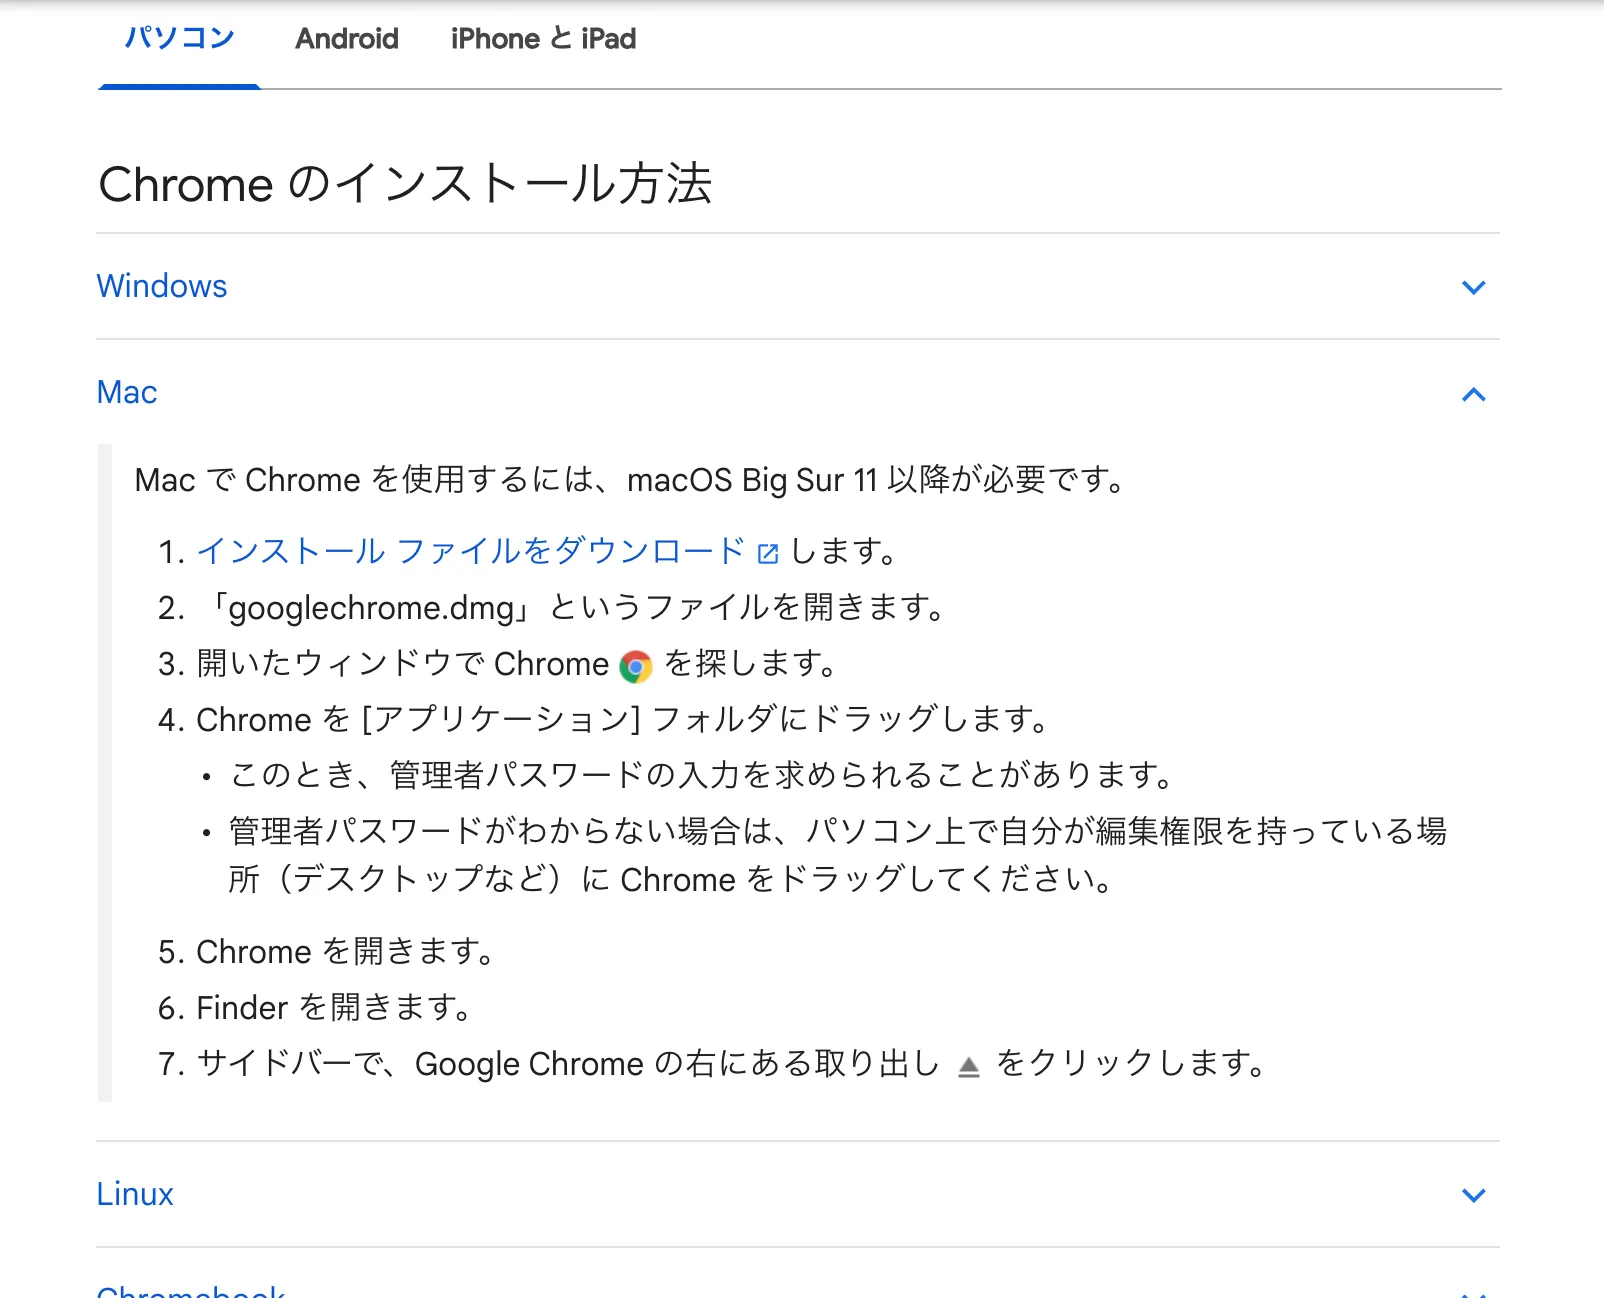 パソコン Android iPhone と iPad
Chrome のインストール方法
Windows
Mac
Mac で Chrome を使用するには、macOS Big Sur 11 以降が必要です。
1. インストール ファイルをダウンロード します。
2. 「googlechrome.dmg」というファイルを開きます。
3. 開いたウィンドウで Chrome を探します。
4. Chrome を [アプリケーション] フォルダにドラッグします。
• このとき、管理者パスワードの入力を求められることがあります。
• 管理者パスワードがわからない場合は、パソコン上で自分が編集権限を持っている場
所（デスクトップなど）に Chrome をドラッグしてください。
5. Chrome を開きます。
6. Finder を開きます。
7. サイドバーで、Google Chrome の右にある取り出し をクリックします。
Linux
Chromebook